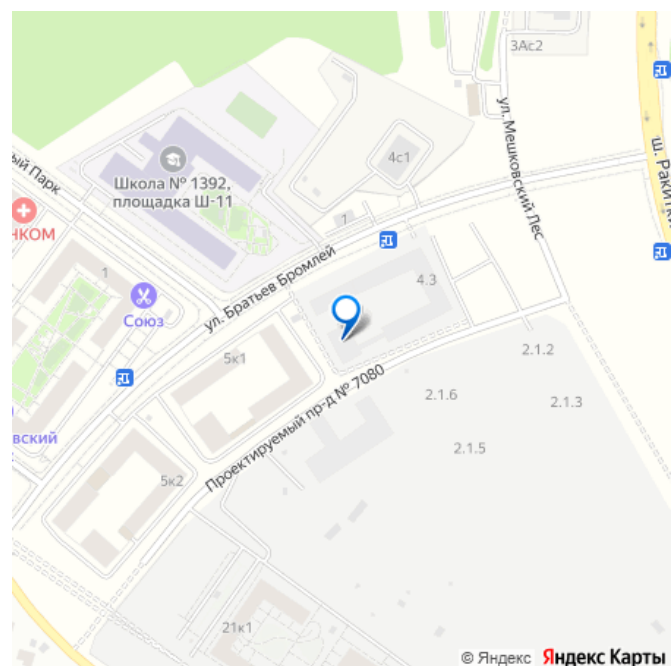 3Ас2
ул. Мешковский Лес
ш. Ракитки
4с1
Школа № 1392,
площадка Ш-11
ый Парк
НКОМ
1
ул. Братьев Бромлей
1
Союз
4.3
5к1
2.1.2
Проектируемый пр-д № 7080
2.1.6
2.1.3
вский
2.1.5
5к2
21к1
© Яндекс Яндекс Карты